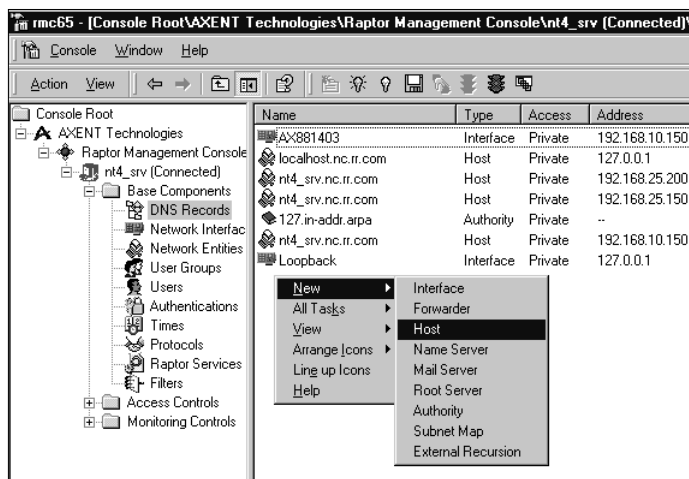 rmc65 - [Console Root\AXENT Technologies\Raptor Management Console\nt4_srv (Connected)\
Console Window Help
Action View
Console Root
AXENT Technologies
Raptor Management Console
nt4_srv (Connected)
Base Components
DNS Records
Network Interfac
Network Entities
User Groups
Users
Authentications
Times
Protocols
Raptor Services
Filters
Access Controls
Monitoring Controls
Name Type Access Address
AX881403 Interface Private 192.168.10.150
localhost.nc.rr.com Host Private 127.0.0.1
nt4_srv.nc.rr.com Host Private 192.168.25.200
nt4_srv.nc.rr.com Host Private 192.168.25.150
127.in-addr.arpa Authority Private --
nt4_srv.nc.rr.com Host Private 192.168.10.150
Loopback Interface Private 127.0.0.1
New
All Tasks
View
Arrange Icons
Line up Icons
Help
Interface
Forwarder
Host
Name Server
Mail Server
Root Server
Authority
Subnet Map
External Recursion